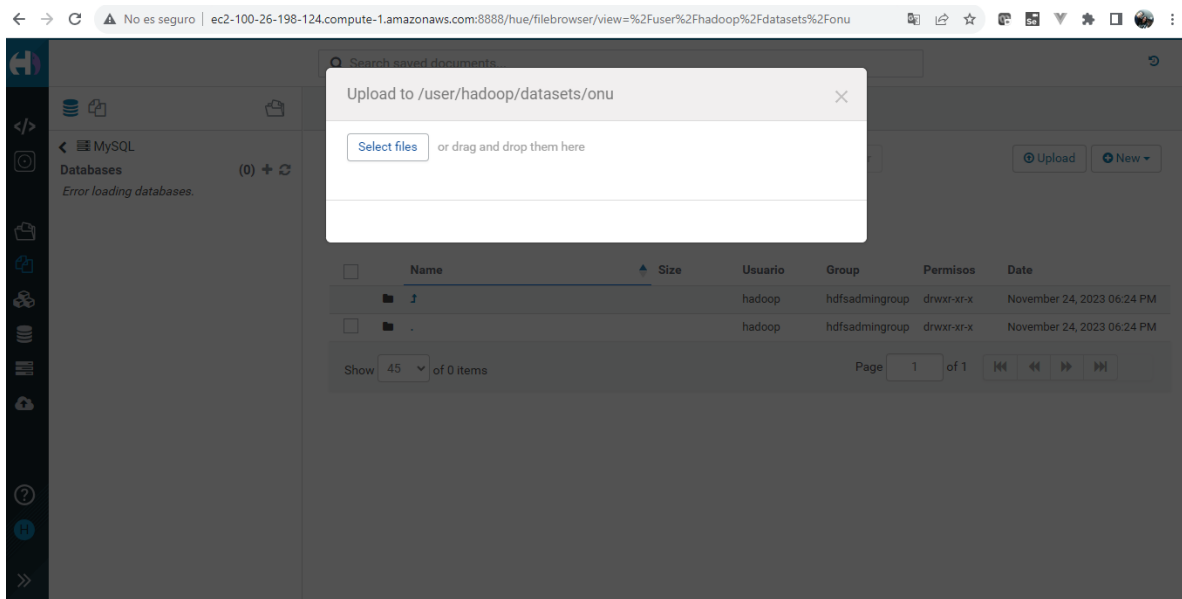 No es seguro | ec2-100-26-198-124.compute-1.amazonaws.com:8888/hue/filebrowser/view=%2Fuser%2Fhadoop%2Fdatasets%2Fonu
Search saved documents...
Upload to /user/hadoop/datasets/onu
Select files or drag and drop them here
MySQL
Databases (0)
Error loading databases.
Upload New
Name Size Usuario Group Permisos Date
hadoop hdfsadmingroup drwxr-xr-x November 24, 2023 06:24 PM
. hadoop hdfsadmingroup drwxr-xr-x November 24, 2023 06:24 PM
Show 45 of 0 items Page 1 of 1
H